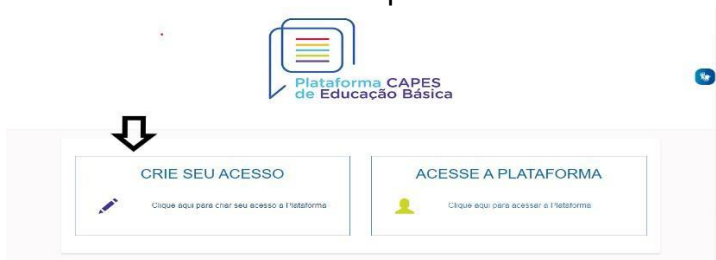 Plataforma CAPES
de Educação Básica
CRIE SEU ACESSO
Clique aqui para criar seu acesso a Plataforma
ACESSE A PLATAFORMA
Clique aqui para acessar a Plataforma